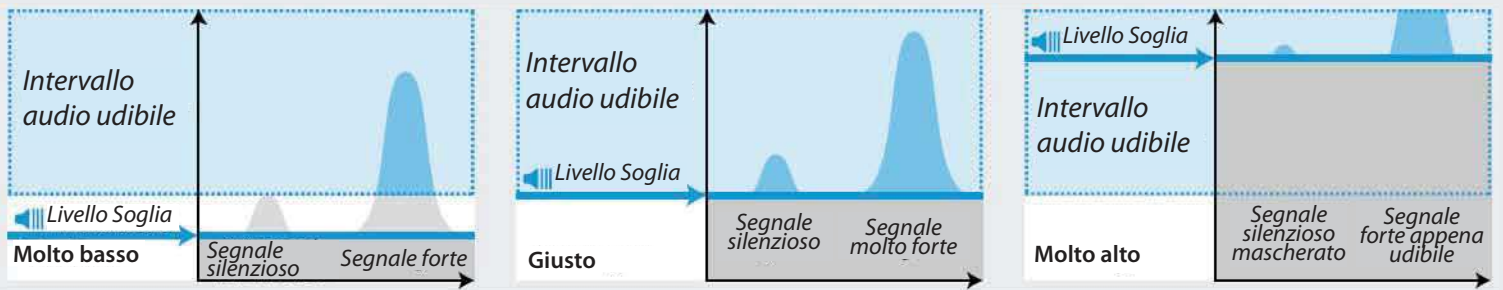 Intervallo
audio udibile
Livello Soglia
Molto basso
Segnale
silenzioso
Segnale forte
Intervallo
audio udibile
Livello Soglia
Giusto
Segnale
silenzioso
Segnale
molto forte
Livello Soglia
Intervallo
audio udibile
Molto alto
Segnale
silenzioso
mascherato
Segnale
forte appena
udibile